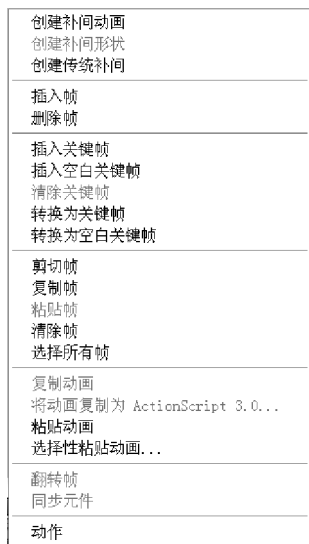 创建补间动画
创建补间形状
创建传统补间
插入帧
删除帧
插入关键帧
插入空白关键帧
清除关键帧
转换为关键帧
转换为空白关键帧
剪切帧
复制帧
粘贴帧
清除帧
选择所有帧
复制动画
将动画复制为 ActionScript 3.0...
粘贴动画
选择性粘贴动画...
翻转帧
同步元件
动作